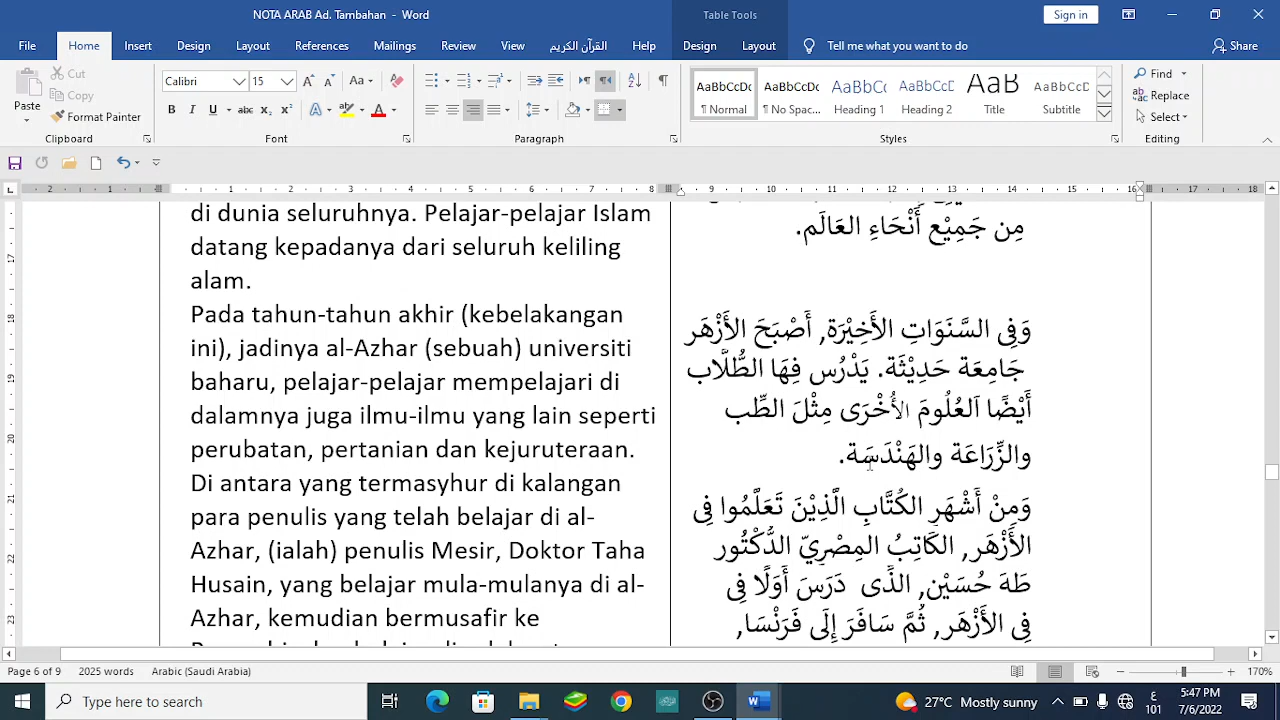 NOTA ARAB Ad. Tambahan - Word
Table Tools
Sign in
File
Home
Insert
Design
Layout
References
Mailings
Review
View
القرآن الكريم
Help
Design
Layout
Tell me what you want to do
Share
Paste
Cut
Copy
Format Painter
Clipboard
Calibri
15
Font
Paragraph
AaBbCcDc
¶ Normal
AaBbCcDc
¶ No Spac...
AaBbC(
Heading 1
AaBbCcD
Heading 2
AaB
Title
AaBbCcD
Subtitle
Styles
Find
Replace
Select
Editing
di dunia seluruhnya. Pelajar-pelajar Islam
datang kepadanya dari seluruh keliling
alam.
Pada tahun-tahun akhir (kebelakangan
ini), jadinya al-Azhar (sebuah) universiti
baharu, pelajar-pelajar mempelajari di
dalamnya juga ilmu-ilmu yang lain seperti
perubatan, pertanian dan kejuruteraan.
Di antara yang termasyhur di kalangan
para penulis yang telah belajar di al-
Azhar, (ialah) penulis Mesir, Doktor Taha
Husain, yang belajar mula-mulanya di al-
Azhar, kemudian bermusafir ke
مِن جَمِيْع أَنْحَاءِ العَالَم.
وَفِى السَّنَوَاتِ الأَخِيْرَة, أَصْبَحَ الأَزْهَر
جَامِعَة حَدِيْثَة. يَدْرُس فِهَا الطُّلَّاب
أَيْضًا اَلعُلُومَ الأُخْرَى مِثْلَ الطِّب
والزِّرَاعَة والهَنْدَسَة.
وَمِنْ أَشْهَرِ الكُتَّابِ الَّذِيْنَ تَعَلَّمُوا فِى
الأَزْهَر, الكَاتِبُ المِصْرِيّ الدُّكْتُور
طَهَ حُسَيْن, الذَّى دَرَسَ أَوَلًا فِى
فِى الأَزْهَر, ثُمَّ سَافَرَ إِلَى فَرَنْسَا,
Page 6 of 9
2025 words
Arabic (Saudi Arabia)
170%
Type here to search
27°C Mostly sunny
ع
101
5:47 PM
7/6/2022